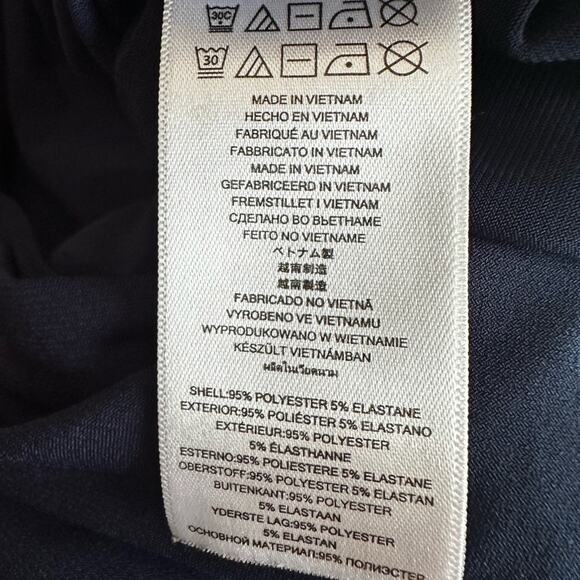 30C
30
MADE IN VIETNAM
HECHO EN VIETNAM
FABRIQUÉ AU VIETNAM
FABBRICATO IN VIETNAM
MADE IN VIETNAM
GEFABRICEERD IN VIETNAM
FREMSTILLET I VIETNAM
СДЕЛАНО ВО ВЬЕТНАМЕ
FEITO NO VIETNAME
ベトナム製
越南制造
越南製造
FABRICADO NO VIETNÃ
VYROBENO VE VIETNAMU
WYPRODUKOWANO W WIETNAMIE
KÉSZÜLT VIETNÁMBAN
ผลิตในเวียดนาม
SHELL:95% POLYESTER 5% ELASTANE
EXTERIOR:95% POLIÉSTER 5% ELASTANO
EXTÉRIEUR:95% POLYESTER
5% ÉLASTHANNE
ESTERNO:95% POLIESTERE 5% ELASTANE
OBERSTOFF:95% POLYESTER 5% ELASTAN
BUITENKANT:95% POLYESTER
5% ELASTAAN
YDERSTE LAG:95% POLYESTER
5% ELASTAN
ОСНОВНОЙ МАТЕРИАЛ:95% ПОЛИЭСТЕР